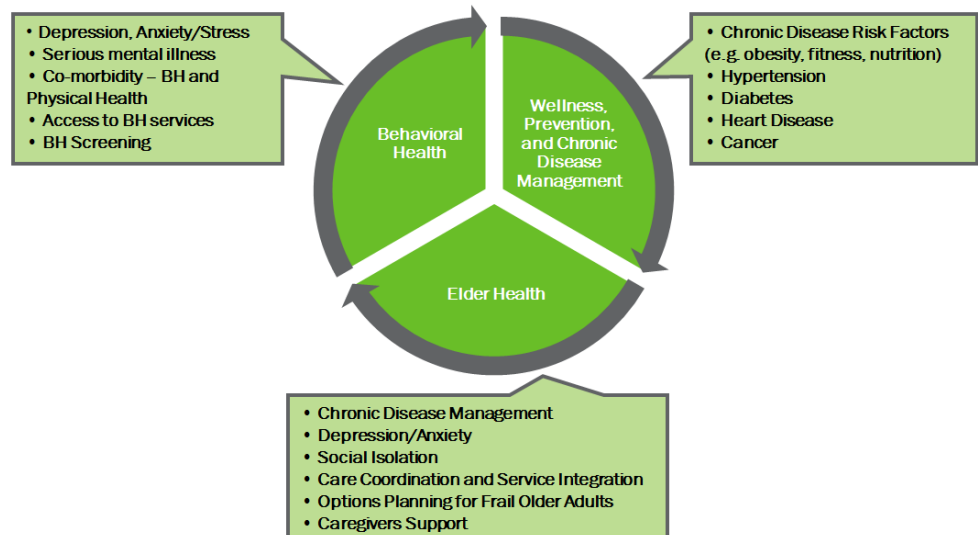 • Depression, Anxiety/Stress
• Serious mental illness
• Co-morbidity – BH and
Physical Health
• Access to BH services
• BH Screening
• Chronic Disease Risk Factors
(e.g. obesity, fitness, nutrition)
• Hypertension
• Diabetes
• Heart Disease
• Cancer
Behavioral
Health
Wellness,
Prevention,
and Chronic
Disease
Management
Elder Health
• Chronic Disease Management
• Depression/Anxiety
• Social Isolation
• Care Coordination and Service Integration
• Options Planning for Frail Older Adults
• Caregivers Support